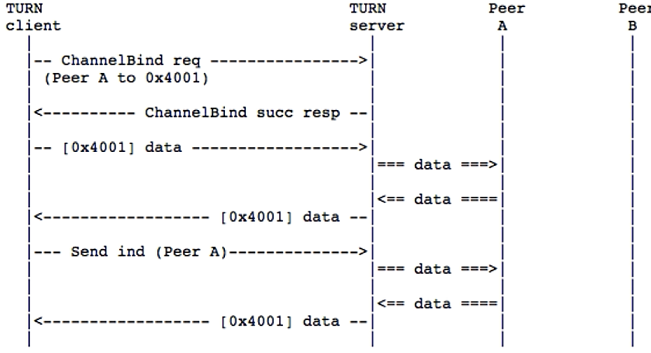 TURN TURN Peer Peer
client server A B
|-- ChannelBind req ---------------->|
(Peer A to 0x4001)
|<---------- ChannelBind succ resp --|
|-- [0x4001] data ------------------>|
|=== data ===>|
|<== data ====|
|<------------------ [0x4001] data --|
|--- Send ind (Peer A)-------------->|
|=== data ===>|
|<== data ====|
|<------------------ [0x4001] data --|